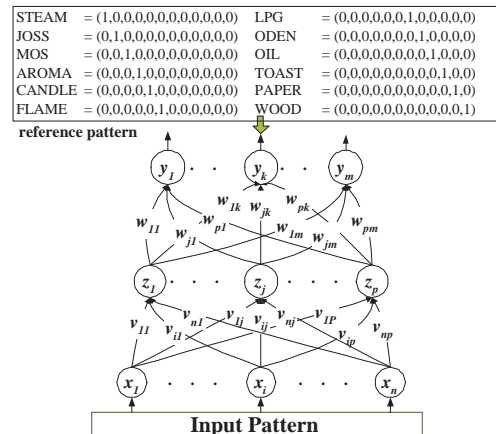 STEAM = (1,0,0,0,0,0,0,0,0,0,0,0) LPG = (0,0,0,0,0,0,1,0,0,0,0,0)
JOSS = (0,1,0,0,0,0,0,0,0,0,0,0) ODEN = (0,0,0,0,0,0,0,1,0,0,0,0)
MOS = (0,0,1,0,0,0,0,0,0,0,0,0) OIL = (0,0,0,0,0,0,0,0,1,0,0,0)
AROMA = (0,0,0,1,0,0,0,0,0,0,0,0) TOAST = (0,0,0,0,0,0,0,0,0,1,0,0)
CANDLE = (0,0,0,0,1,0,0,0,0,0,0,0) PAPER = (0,0,0,0,0,0,0,0,0,0,1,0)
FLAME = (0,0,0,0,0,1,0,0,0,0,0,0) WOOD = (0,0,0,0,0,0,0,0,0,0,0,1)
reference pattern
y1 · · yk · · ym
w11 wj1 wp1 w1k wjk wpk w1m wjm wpm
z1 · · · zj · · · zp
v11 vi1 vn1 v1j vij vnj v1P vip vnp
x1 · · · xi · · · xn
Input Pattern